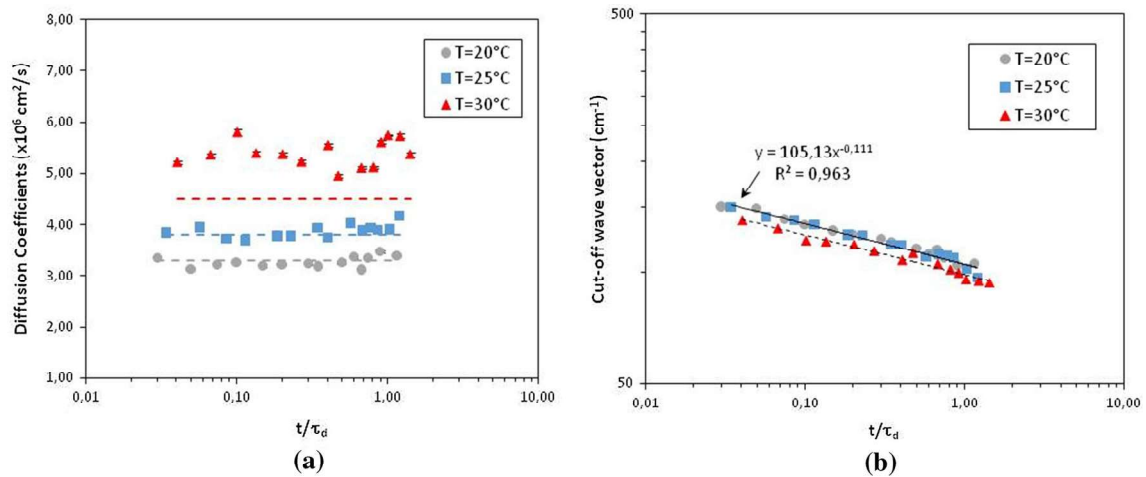 8,00
7,00
6,00
5,00
4,00
3,00
2,00
1,00
Diffusion Coefficients (x10⁶ cm²/s)
T=20°C
T=25°C
T=30°C
0,01
0,10
1,00
10,00
t/τd
(a)
500
50
Cut-off wave vector (cm⁻¹)
T=20°C
T=25°C
T=30°C
y = 105,13x⁻⁰,¹¹¹
R² = 0,963
0,01
0,10
1,00
10,00
t/τd
(b)